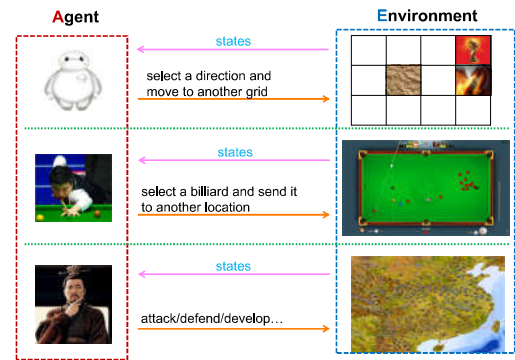 Agent
Environment
states
select a direction and
move to another grid
states
select a billiard and send it
to another location
states
attack/defend/develop...